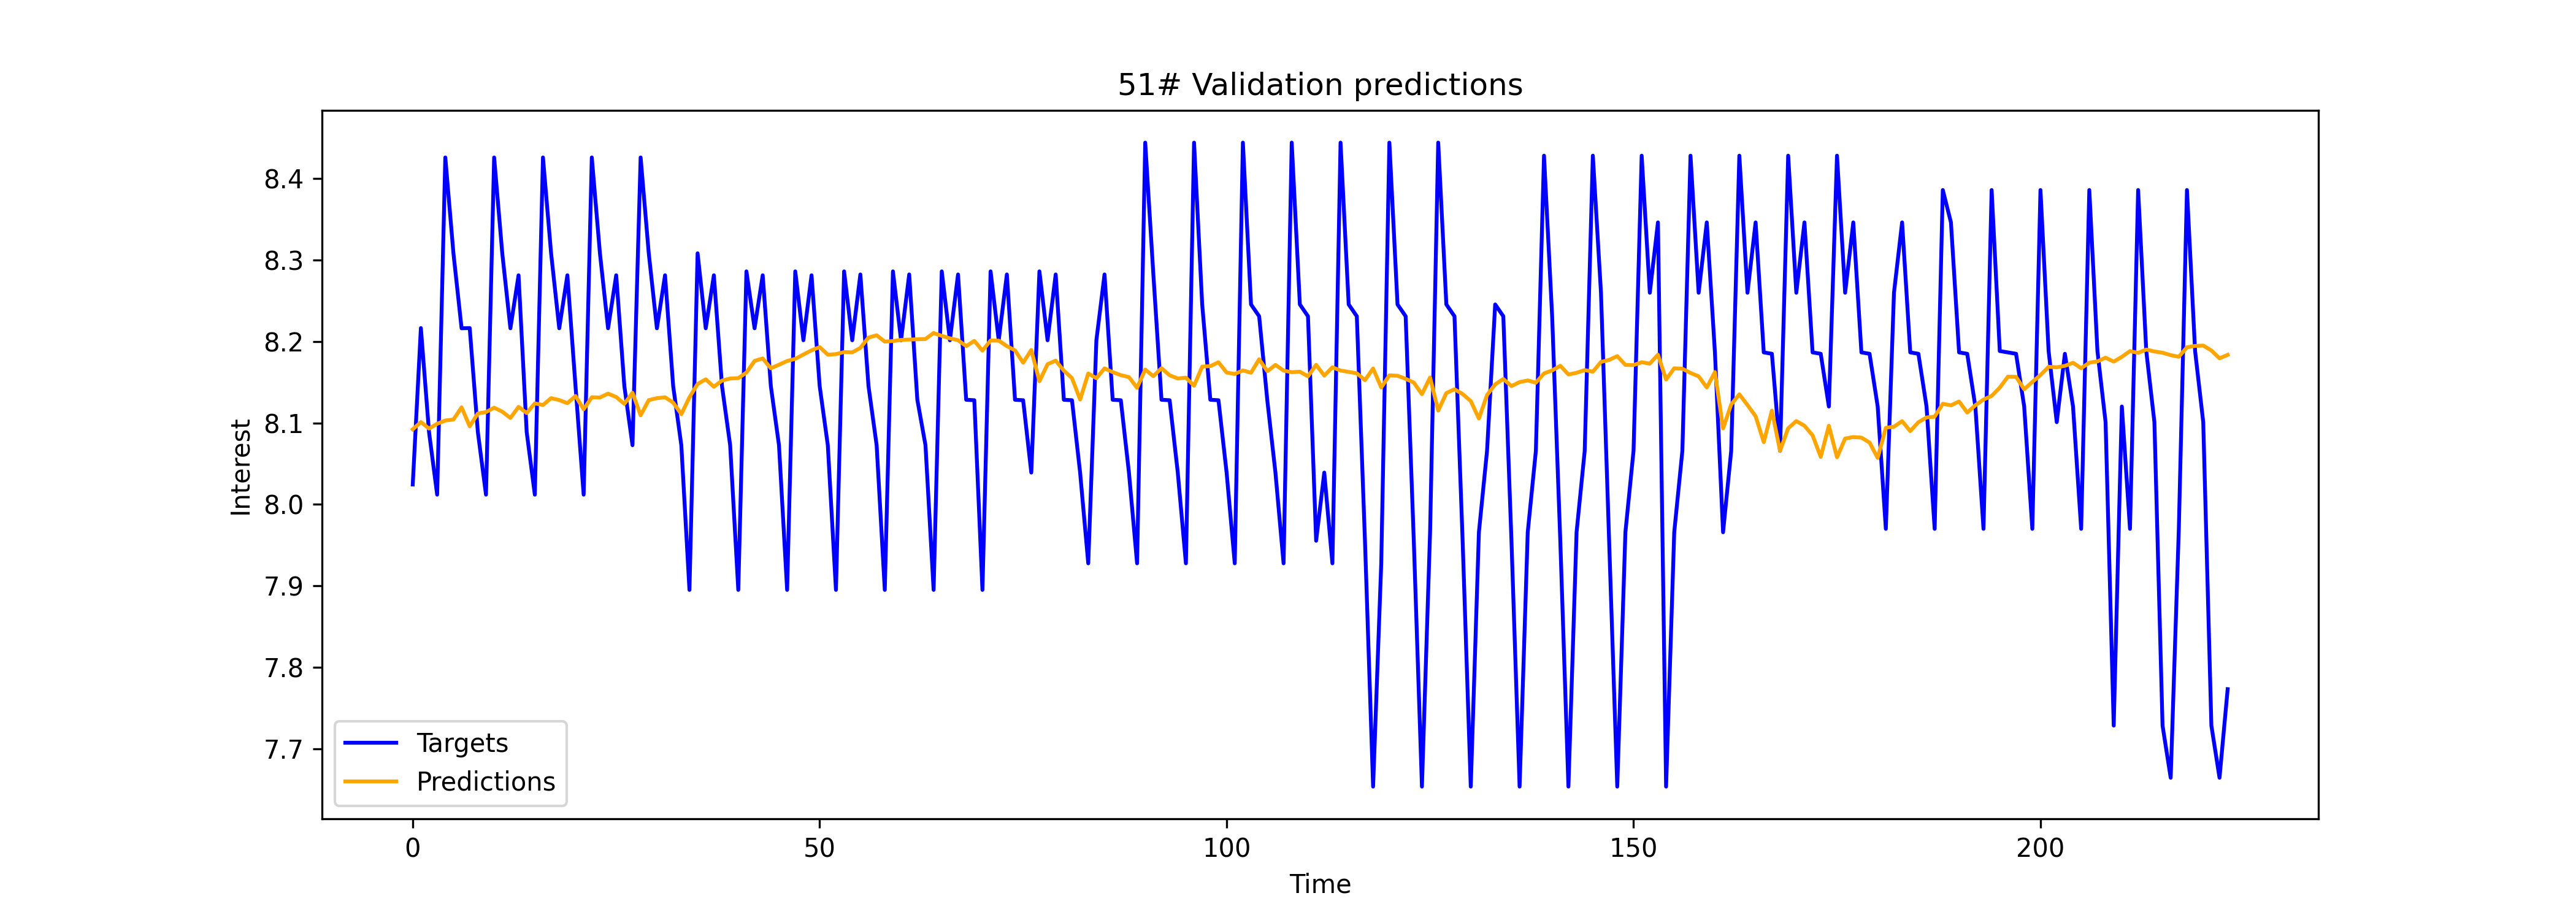 51# Validation predictions
Interest
8.4
8.3
8.2
8.1
8.0
7.9
7.8
7.7
Targets
Predictions
0 50 100 150 200
Time